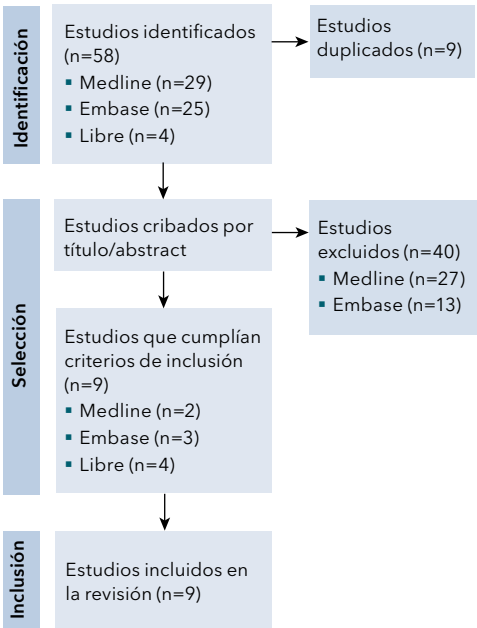 Identificación
Estudios identificados
(n=58)
▪ Medline (n=29)
▪ Embase (n=25)
▪ Libre (n=4)
Estudios
duplicados (n=9)
Selección
Estudios cribados por
título/abstract
Estudios
excluidos (n=40)
▪ Medline (n=27)
▪ Embase (n=13)
Estudios que cumplían
criterios de inclusión
(n=9)
▪ Medline (n=2)
▪ Embase (n=3)
▪ Libre (n=4)
Inclusión
Estudios incluidos en
la revisión (n=9)